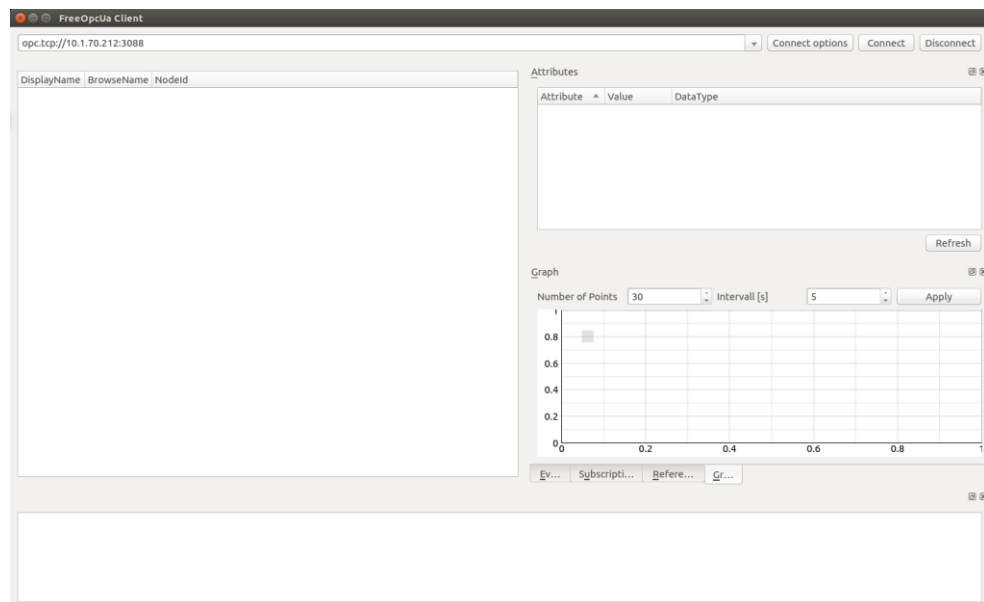 FreeOpcUa Client
opc.tcp://10.1.70.212:3088 Connect options Connect Disconnect
DisplayName BrowseName NodeId
Attributes
Attribute Value DataType
Refresh
Graph
Number of Points 30 Intervall [s] 5 Apply
1
0.8
0.6
0.4
0.2
0
0 0.2 0.4 0.6 0.8 1
Ev... Subscripti... Refere... Gr...